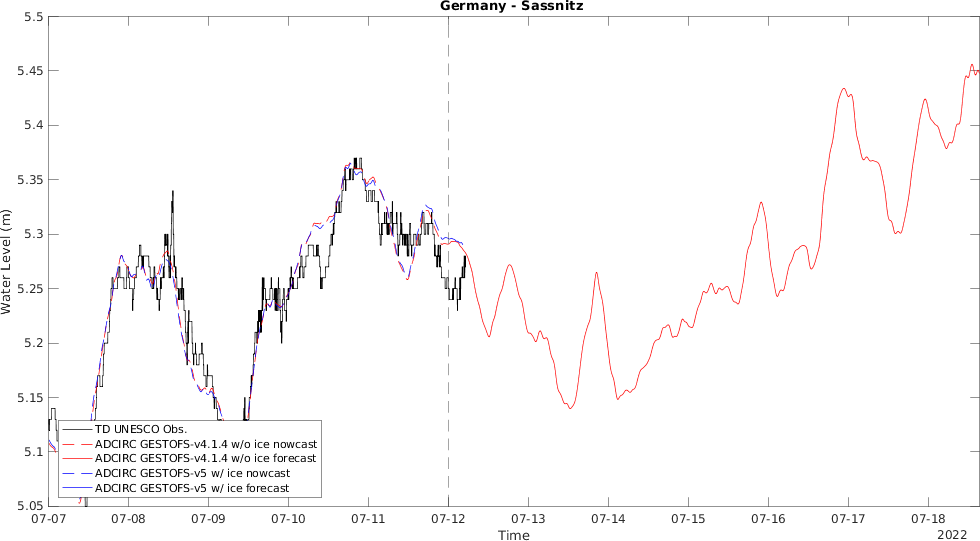 Germany - Sassnitz
5.5
5.45
5.4
5.35
5.3
5.25
5.2
5.15
5.1
5.05
Water Level (m)
TD UNESCO Obs.
ADCIRC GESTOFS-v4.1.4 w/o ice nowcast
ADCIRC GESTOFS-v4.1.4 w/o ice forecast
ADCIRC GESTOFS-v5 w/ ice nowcast
ADCIRC GESTOFS-v5 w/ ice forecast
07-07 07-08 07-09 07-10 07-11 07-12 07-13 07-14 07-15 07-16 07-17 07-18
Time
2022